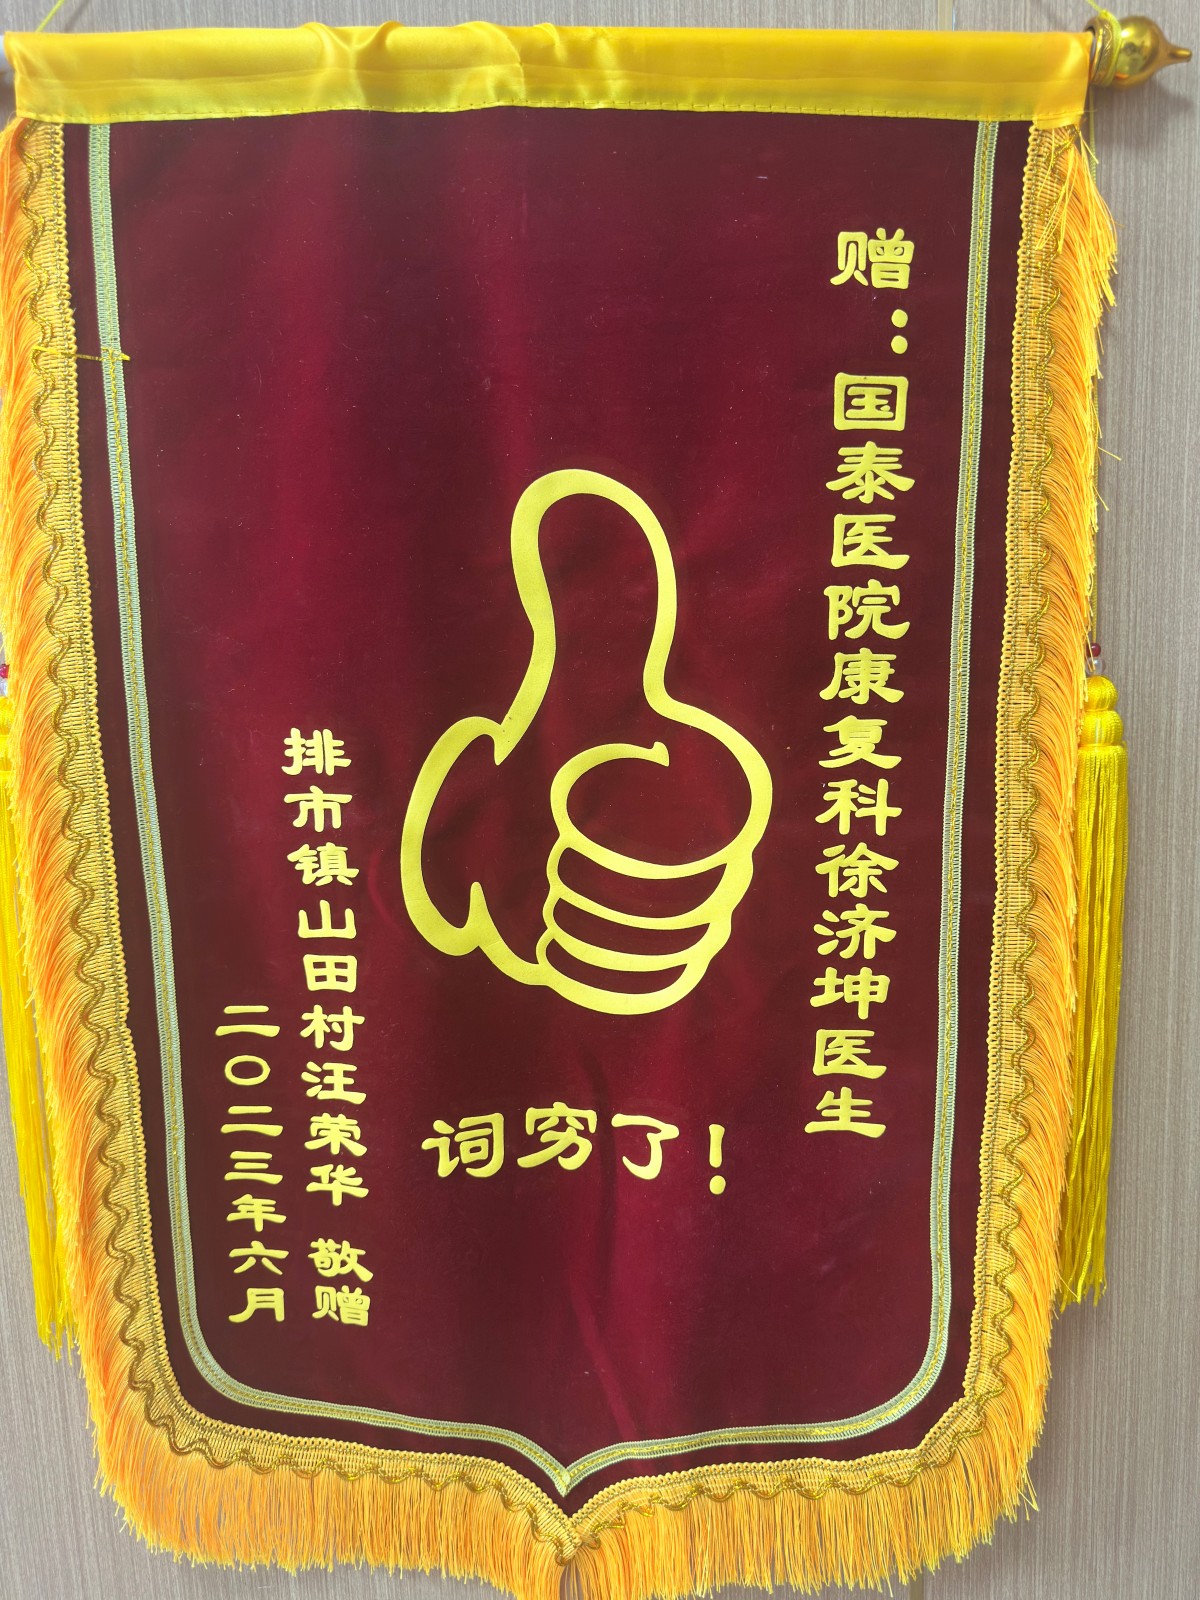 赠：国泰医院康复科徐济坤医生
词穷了！
排市镇山田村汪荣华 敬赠
二〇二三年六月